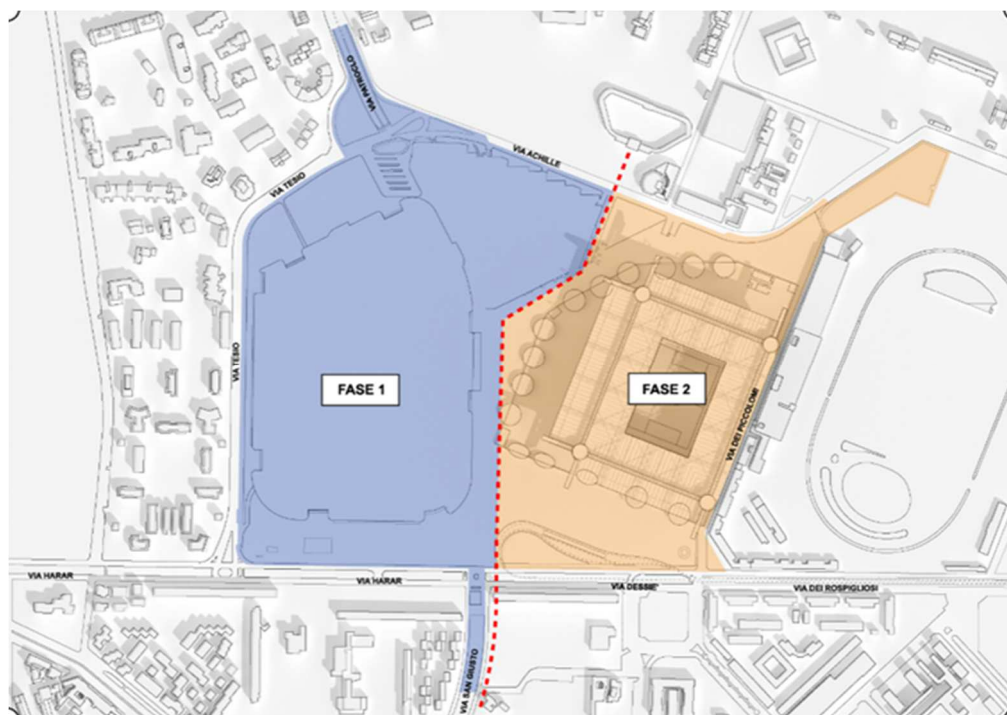 VIA PATROCLO
VIA ACHILLE
VIA TESIO
VIA TESIO
FASE 1
FASE 2
VIA DEI PICCOLOMI
VIA HARAR
VIA HARAR
VIA DESSIE'
VIA DEI ROSPIGLIOSI
VIA SAN GIUSTO